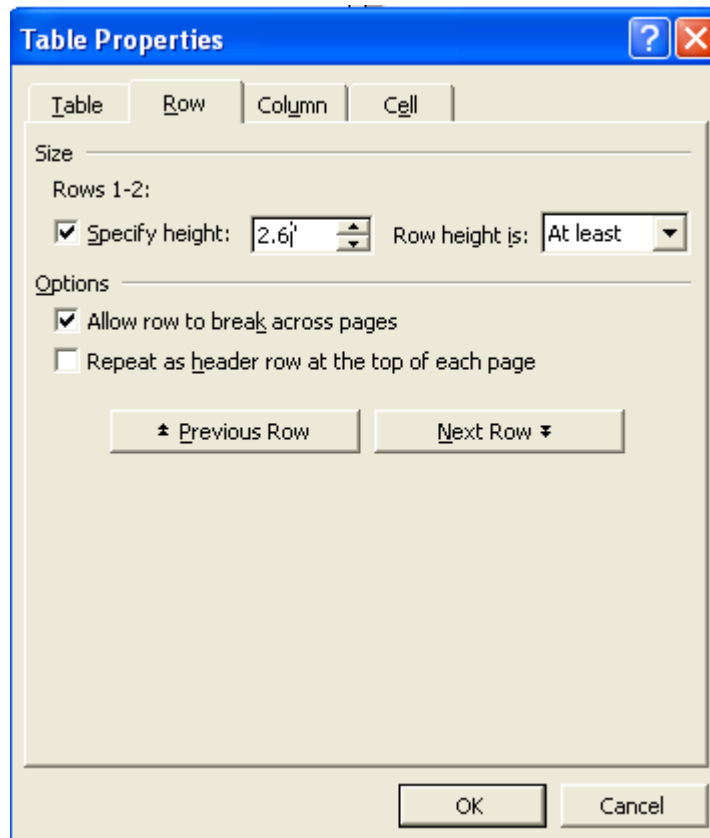 Table Properties
Table Row Column Cell
Size
Rows 1-2:
Specify height: 2.6" Row height is: At least
Options
Allow row to break across pages
Repeat as header row at the top of each page
Previous Row Next Row
OK Cancel